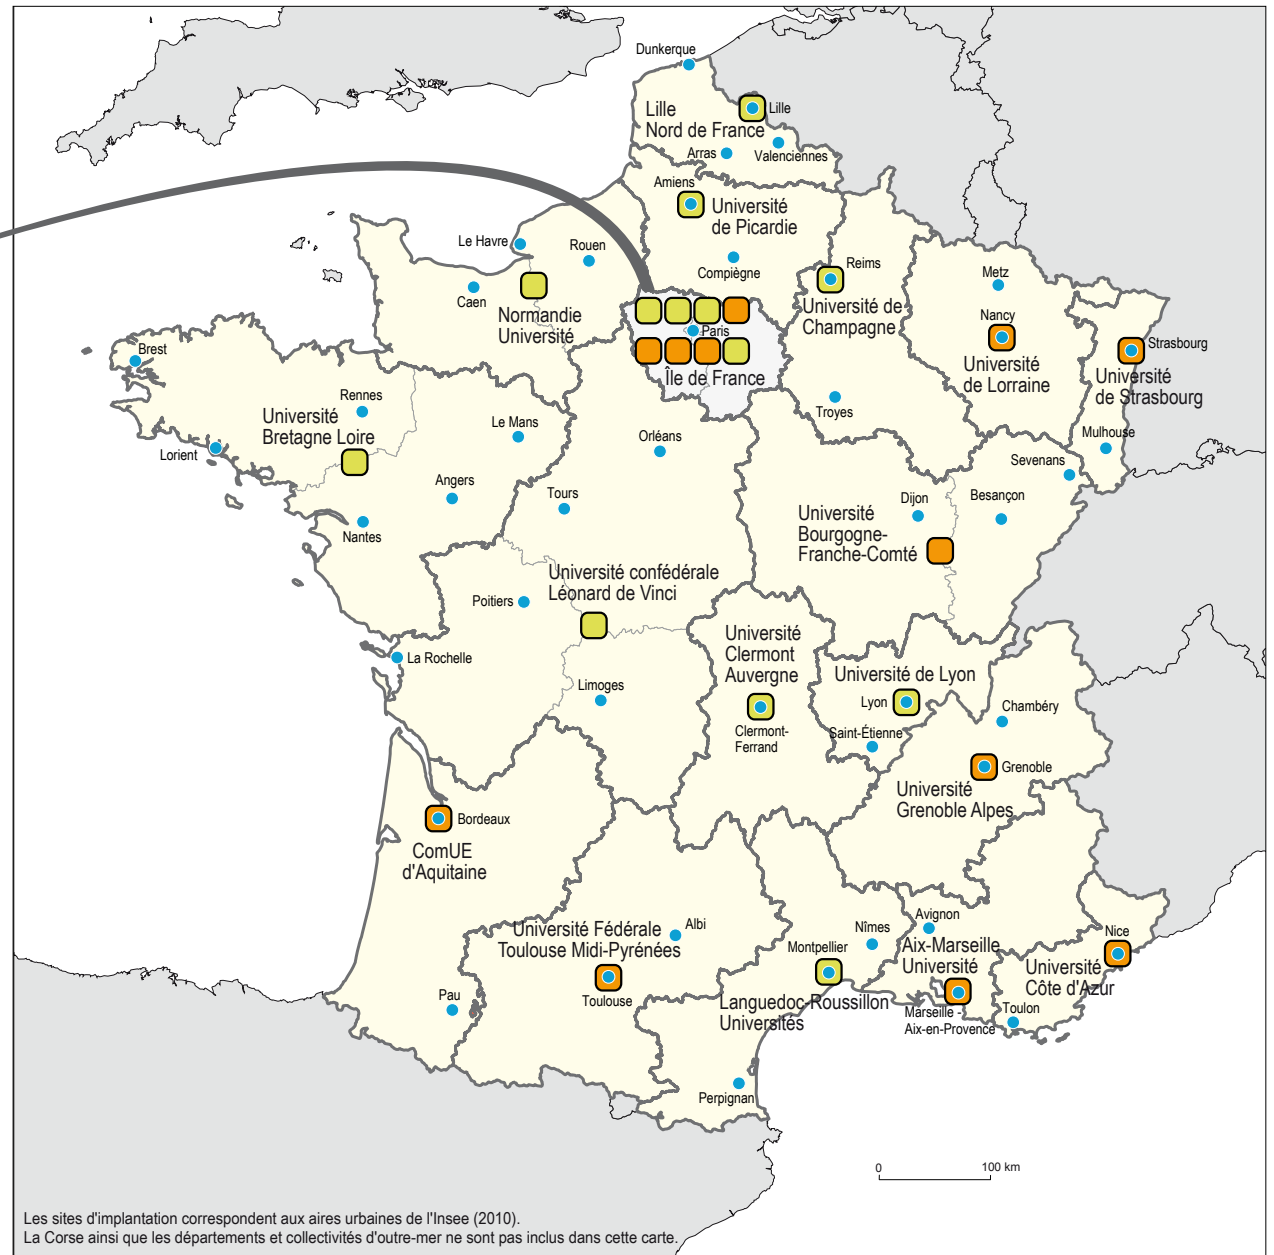 Dunkerque
Lille
Nord de France
Lille
Arras
Valenciennes
Amiens
Université
de Picardie
Compiègne
Le Havre
Rouen
Caen
Normandie
Université
Reims
Université de
Champagne
Troyes
Metz
Nancy
Université
de Lorraine
Strasbourg
Université
de Strasbourg
Mulhouse
Paris
Île de France
Brest
Rennes
Université
Bretagne Loire
Lorient
Le Mans
Angers
Nantes
Orléans
Tours
Sevenans
Besançon
Dijon
Université
Bourgogne-
Franche-Comté
Université confédérale
Léonard de Vinci
Poitiers
La Rochelle
Limoges
Université
Clermont
Auvergne
Clermont-
Ferrand
Université de Lyon
Lyon
Saint-Étienne
Chambéry
Grenoble
Université
Grenoble Alpes
Bordeaux
ComUE
d'Aquitaine
Pau
Université Fédérale
Toulouse Midi-Pyrénées
Albi
Toulouse
Montpellier
Nîmes
Languedoc-Roussillon
Universités
Perpignan
Avignon
Aix-Marseille
Université
Marseille -
Aix-en-Provence
Nice
Université
Côte d'Azur
Toulon
0 100 km
Les sites d'implantation correspondent aux aires urbaines de l'Insee (2010).
La Corse ainsi que les départements et collectivités d'outre-mer ne sont pas inclus dans cette carte.